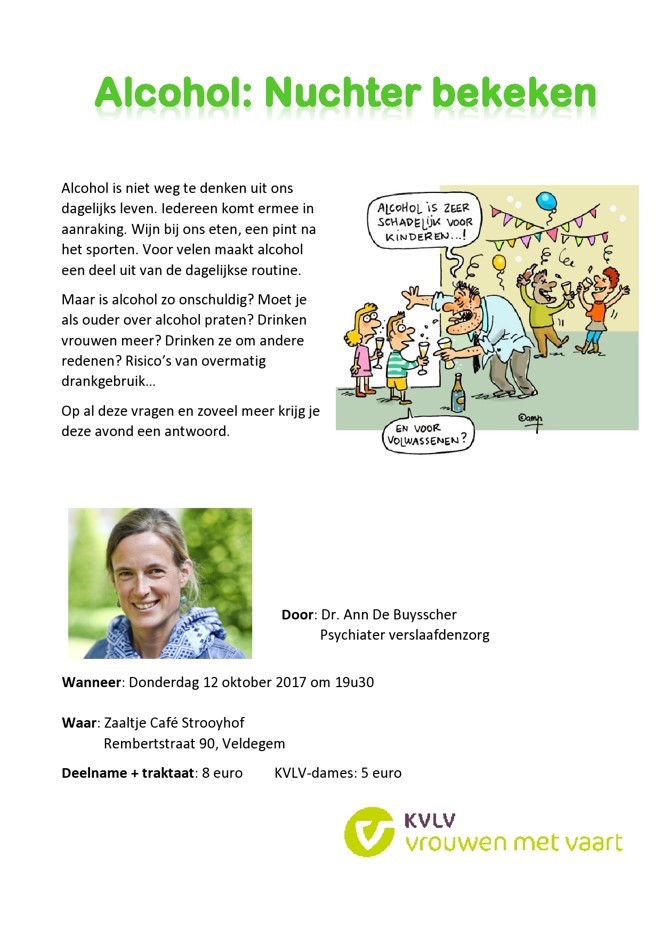 Alcohol: Nuchter bekeken
Alcohol is niet weg te denken uit ons
dagelijks leven. Iedereen komt ermee in
aanraking. Wijn bij ons eten, een pint na
het sporten. Voor velen maakt alcohol
een deel uit van de dagelijkse routine.
Maar is alcohol zo onschuldig? Moet je
als ouder over alcohol praten? Drinken
vrouwen meer? Drinken ze om andere
redenen? Risico's van overmatig
drankgebruik...
Op al deze vragen en zoveel meer krijg je
deze avond een antwoord.
ALCOHOL IS ZEER
SCHADELIJK VOOR
KINDEREN...!
EN VOOR
VOLWASSENEN?
Door: Dr. Ann De Buysscher
Psychiater verslaafdenzorg
Wanneer: Donderdag 12 oktober 2017 om 19u30
Waar: Zaaltje Café Strooyhof
Rembertstraat 90, Veldegem
Deelname + traktaat: 8 euro KVLV-dames: 5 euro
KVLV
vrouwen met vaart